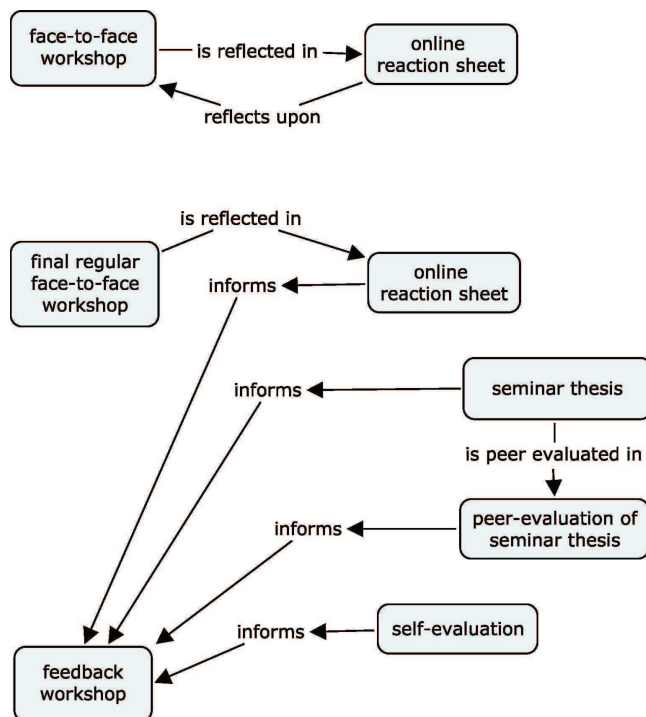 face-to-face
workshop
is reflected in
online
reaction sheet
reflects upon
is reflected in
final regular
face-to-face
workshop
online
reaction sheet
informs
informs
seminar thesis
is peer evaluated in
informs
peer-evaluation of
seminar thesis
informs
self-evaluation
feedback
workshop